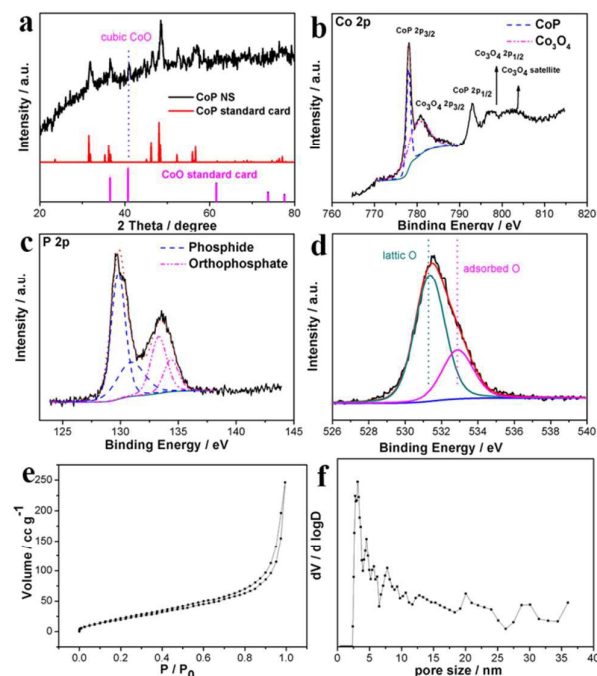 a
cubic CoO
CoP NS
CoP standard card
CoO standard card
Intensity / a.u.
20 40 60 80
2 Theta / degree
b
Co 2p
CoP 2p3/2
CoP
Co3O4
Co3O4 2p1/2
Co3O4 satellite
CoP 2p1/2
Co3O4 2p3/2
Intensity / a.u.
760 770 780 790 800 810 820
Binding Energy / eV
c
P 2p
Phosphide
Orthophosphate
Intensity / a.u.
125 130 135 140 145
Binding Energy / eV
d
lattic O
adsorbed O
Intensity / a.u.
526 528 530 532 534 536 538 540
Binding Energy / eV
e
250
200
150
100
50
0
Volume / cc g-1
0.0 0.2 0.4 0.6 0.8 1.0
P / P0
f
dV / d logD
0 5 10 15 20 25 30 35 40
pore size / nm